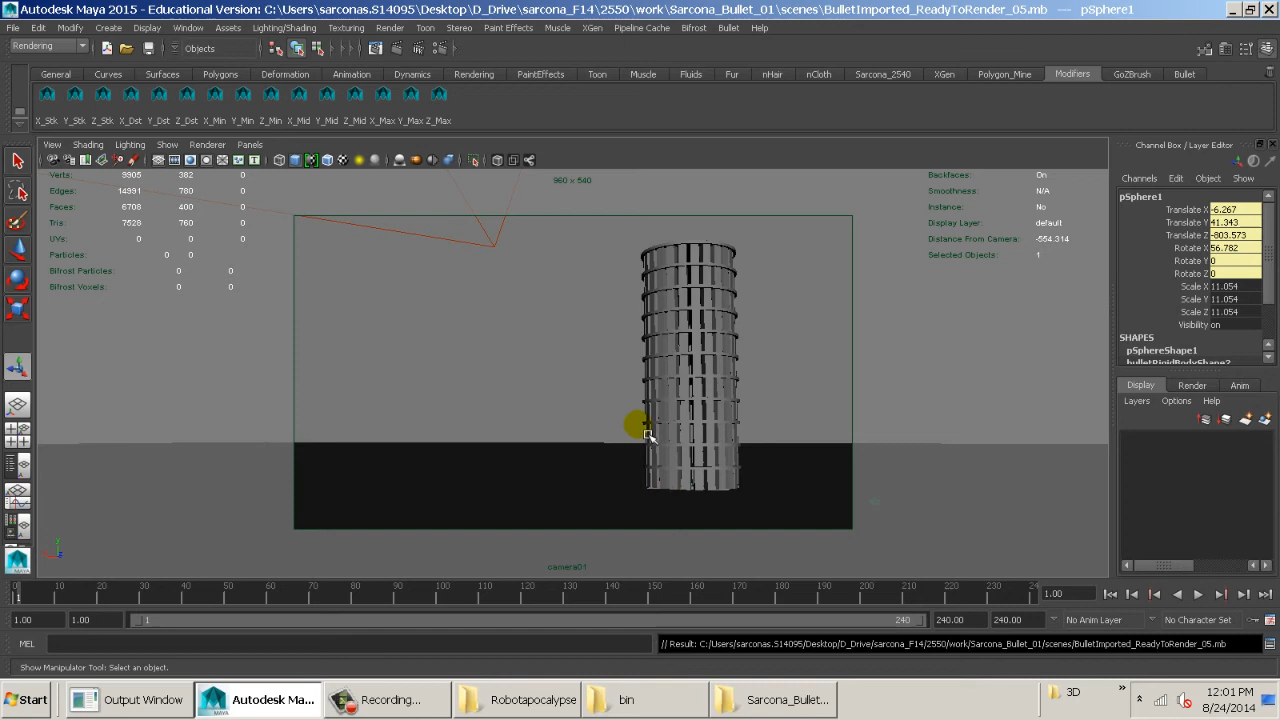 Autodesk Maya 2015 - Educational Version: C:\Users\sarconas.S14095\Desktop\D_Drive\sarcona_F14\2550\work\Sarcona_Bullet_01\scenes\BulletImported_ReadyToRender_05.mb --- pSphere1
File Edit Modify Create Display Window Assets Lighting/Shading Texturing Render Toon Stereo Paint Effects Muscle XGen Pipeline Cache Bifrost Bullet Help
Rendering Objects
General Curves Surfaces Polygons Deformation Animation Dynamics Rendering PaintEffects Toon Muscle Fluids Fur nHair nCloth Sarcona_2540 XGen Polygon_Mine Modifiers GoZBrush Bullet
X_Stk Y_Stk Z_Stk X_Dst Y_Dst Z_Dst X_Min Y_Min Z_Min X_Mid Y_Mid Z_Mid X_Max Y_Max Z_Max
View Shading Lighting Show Renderer Panels
Channel Box / Layer Editor
Channels Edit Object Show
Verts: 9905 382 0
Edges: 14991 780 0
Faces: 6708 400 0
Tris: 7528 760 0
UVs: 0 0 0
Particles: 0 0
Bifrost Particles: 0 0
Bifrost Voxels: 0 0
960 x 540
Backfaces: On
Smoothness: N/A
Instance: No
Display Layer: default
Distance From Camera: -554.314
Selected Objects: 1
pSphere1
Translate X -6.267
Translate Y 41.343
Translate Z -803.573
Rotate X 56.782
Rotate Y 0
Rotate Z 0
Scale X 11.054
Scale Y 11.054
Scale Z 11.054
Visibility on
SHAPES
pSphereShape1
bulletRigidBodyShape2
Display Render Anim
Layers Options Help
camera01
0 10 20 30 40 50 60 70 80 90 100 110 120 130 140 150 160 170 180 190 200 210 220 230 24
1 1.00
1.00 1.00 1 240 240.00 240.00 No Anim Layer No Character Set
MEL // Result: C:/Users/sarconas.S14095/Desktop/D_Drive/sarcona_F14/2550/work/Sarcona_Bullet_01/scenes/BulletImported_ReadyToRender_05.mb
Show Manipulator Tool: Select an object.
Start Output Window Autodesk Ma... Recording... Robotapocalypse bin Sarcona_Bullet... 3D » 12:01 PM
8/24/2014